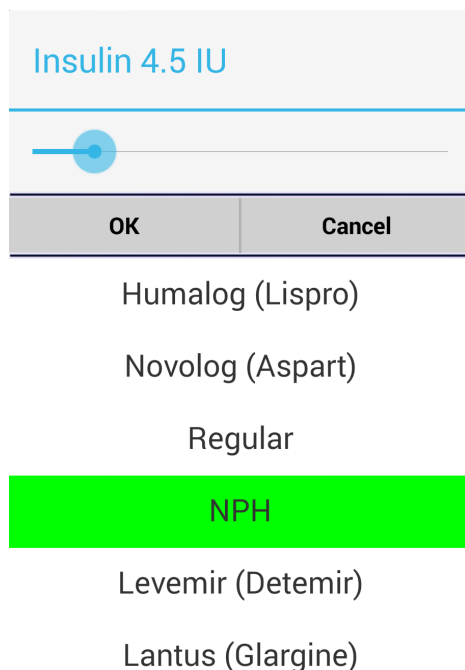 Insulin 4.5 IU
OK Cancel
Humalog (Lispro)
Novolog (Aspart)
Regular
NPH
Levemir (Detemir)
Lantus (Glargine)